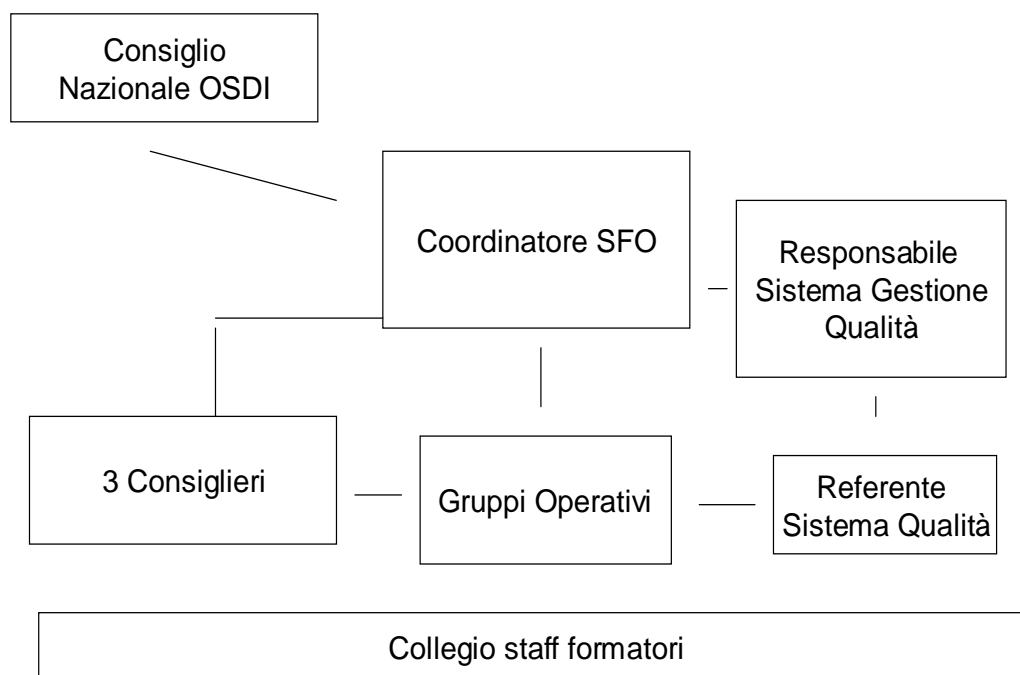 Consiglio
Nazionale OSDI
Coordinatore SFO
Responsabile
Sistema Gestione
Qualità
3 Consiglieri
Gruppi Operativi
Referente
Sistema Qualità
Collegio staff formatori